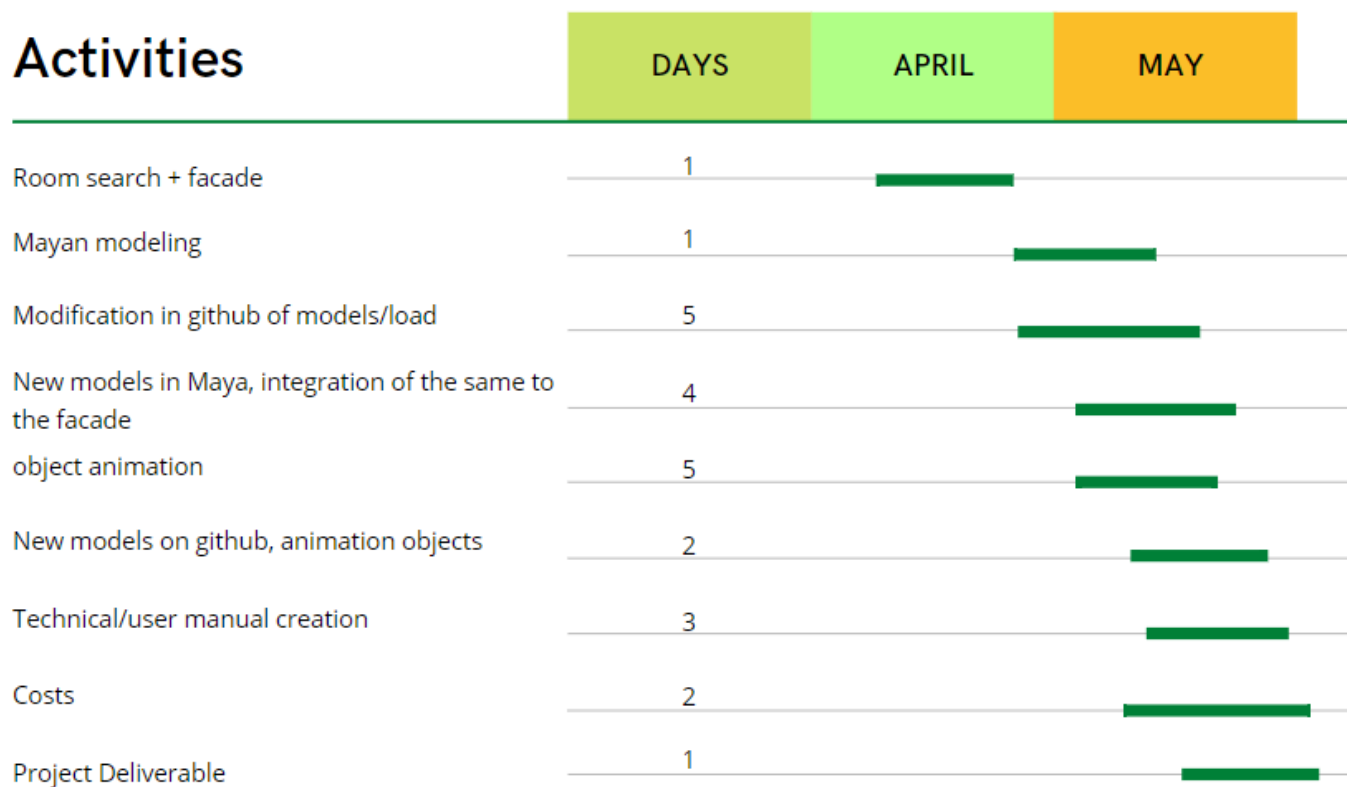 Activities DAYS APRIL MAY
Room search + facade 1
Mayan modeling 1
Modification in github of models/load 5
New models in Maya, integration of the same to
the facade 4
object animation 5
New models on github, animation objects 2
Technical/user manual creation 3
Costs 2
Project Deliverable 1